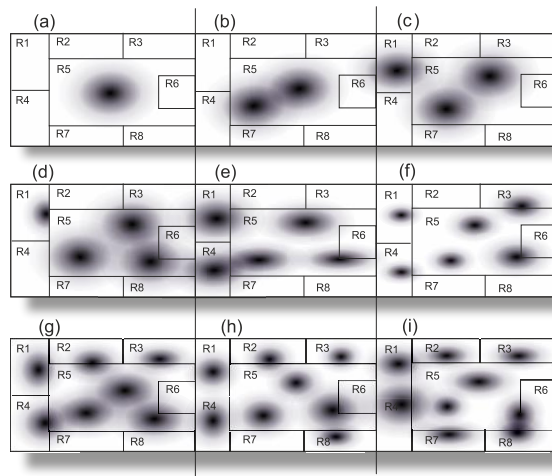 (a) (b) (c)
R1 R2 R3 R2 R3 R1 R2 R3
R5 R6 R5 R6 R5 R6
R4 R4 R4
R7 R8 R7 R8 R7 R8
(d) (e) (f)
R1 R2 R3 R1 R2 R3 R1 R2 R3
R5 R6 R5 R6 R5 R6
R4 R4 R4
R7 R8 R7 R8 R7 R8
(g) (h) (i)
R1 R2 R3 R1 R2 R3 R1 R2 R3
R5 R6 R5 R6 R5 R6
R4 R4 R4
R7 R8 R7 R8 R7 R8